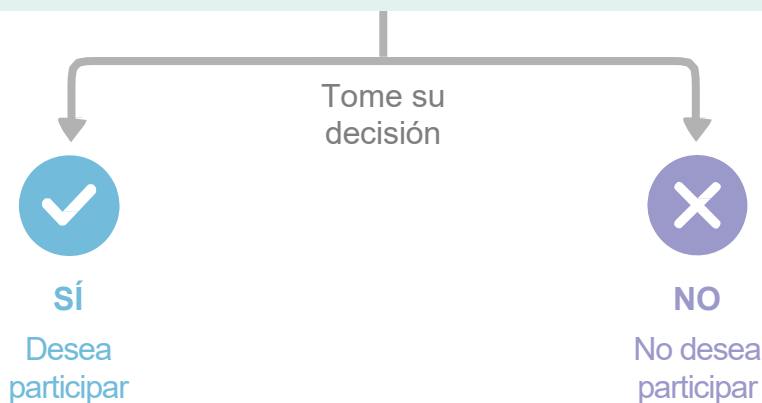 Tome su
decisión
SÍ
Desea
participar
NO
No desea
participar